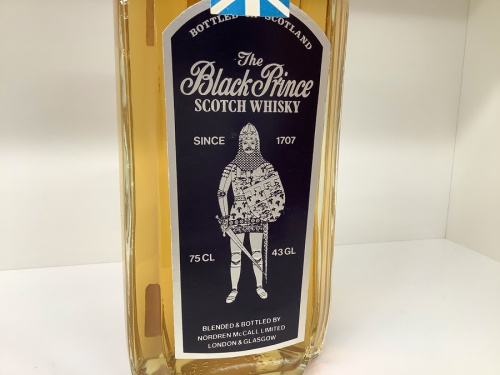 BOTTLED IN SCOTLAND
The
Black Prince
SCOTCH WHISKY
SINCE 1707
75 CL 43 GL
BLENDED & BOTTLED BY
NORDREN McCALL LIMITED
LONDON & GLASGOW